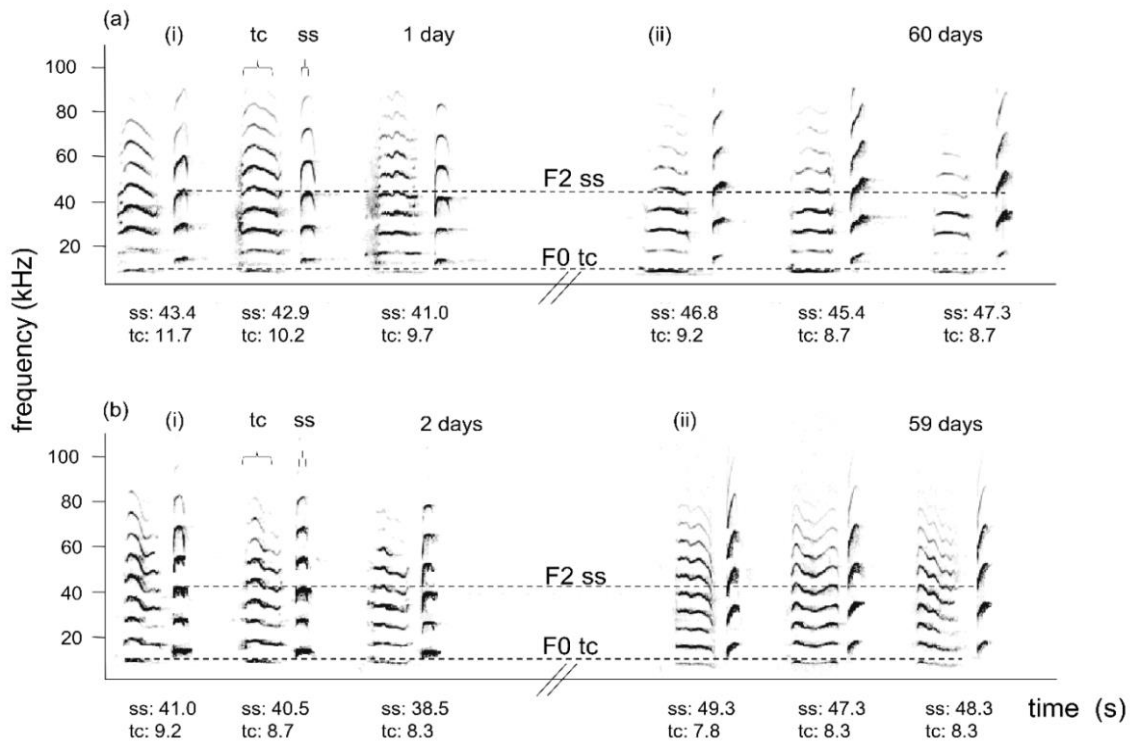 (a)
(i) tc ss 1 day (ii) 60 days
100
80
60
F2 ss
40
20
F0 tc
ss: 43.4 ss: 42.9 ss: 41.0 ss: 46.8 ss: 45.4 ss: 47.3
tc: 11.7 tc: 10.2 tc: 9.7 tc: 9.2 tc: 8.7 tc: 8.7
frequency (kHz)
(b)
(i) tc ss 2 days (ii) 59 days
100
80
60
F2 ss
40
20
F0 tc
ss: 41.0 ss: 40.5 ss: 38.5 ss: 49.3 ss: 47.3 ss: 48.3 time (s)
tc: 9.2 tc: 8.7 tc: 8.3 tc: 7.8 tc: 8.3 tc: 8.3